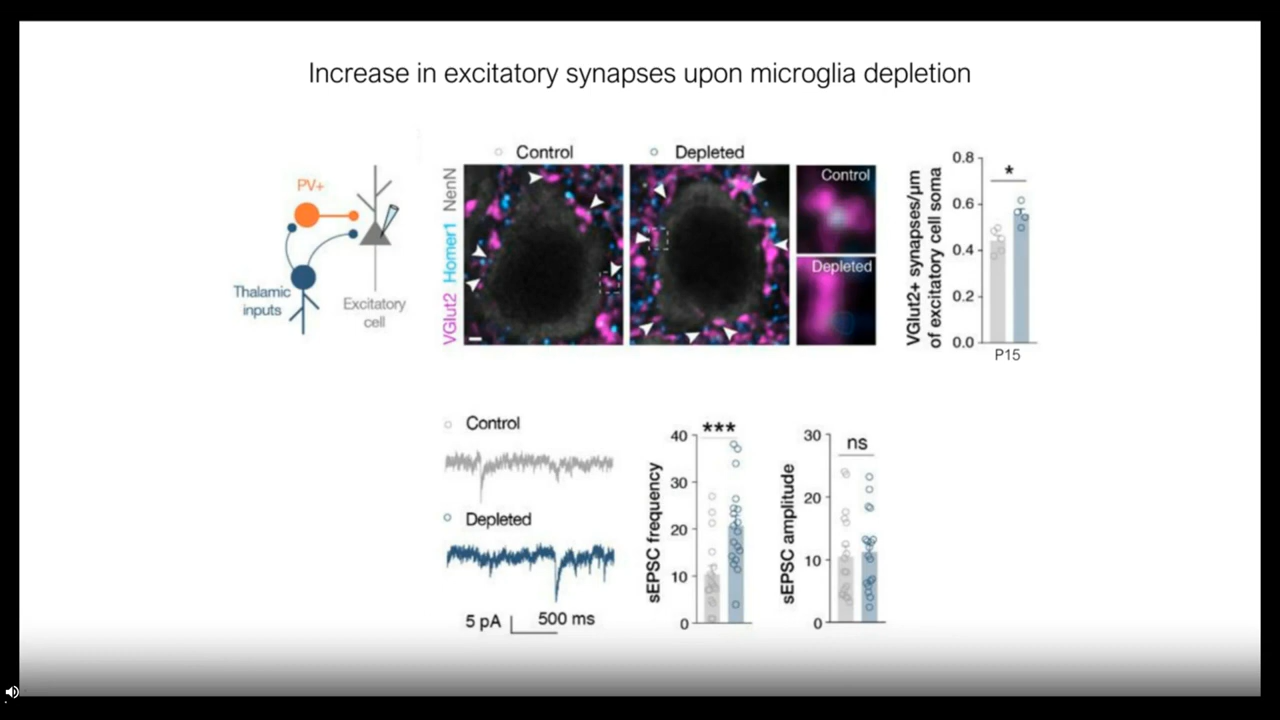 Increase in excitatory synapses upon microglia depletion
PV+
Thalamic
inputs
Excitatory
cell
Control
Depleted
VGlut2 Homer1 NenN
Control
Depleted
VGlut2+ synapses/μm
of excitatory cell soma
0.8
0.6
0.4
0.2
0.0
*
P15
Control
Depleted
5 pA
500 ms
sEPSC frequency
40
30
20
10
0
***
sEPSC amplitude
30
20
10
0
ns